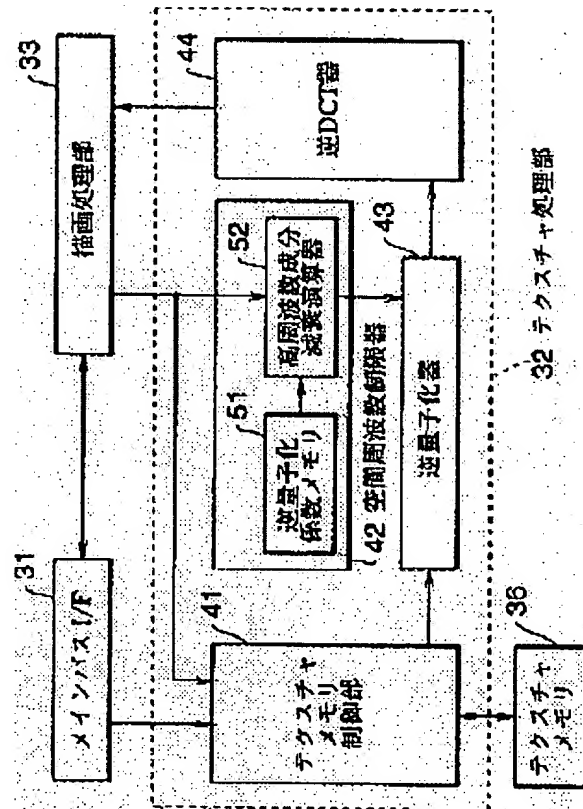 31
メインバス I/F
33
描画処理部
41
テクスチャ
メモリ
制御部
51
逆量子化
係数メモリ
52
高周波数成分
減衰演算器
42 空間周波数制限器
43
逆量子化器
44
逆DCT器
32 テクスチャ処理部
36
テクスチャ
メモリ